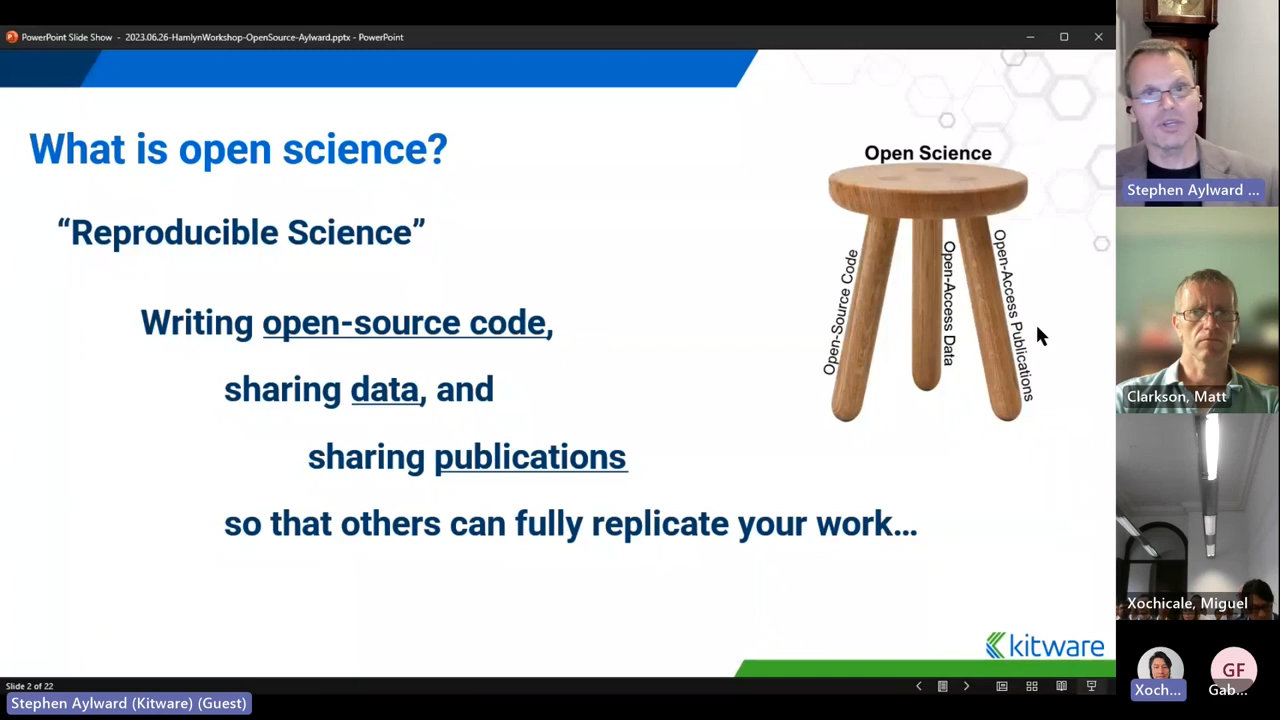 PowerPoint Slide Show - 2023.06.26-HamlynWorkshop-OpenSource-Aylward.pptx - PowerPoint
What is open science?
“Reproducible Science”
Writing open-source code,
sharing data, and
sharing publications
so that others can fully replicate your work...
Open Science
Open-Source Code
Open-Access Data
Open-Access Publications
kitware
Slide 2 of 22
Stephen Aylward (Kitware) (Guest)
Stephen Aylward ...
Clarkson, Matt
Xochicale, Miguel
Xoch...
GF
Gab...